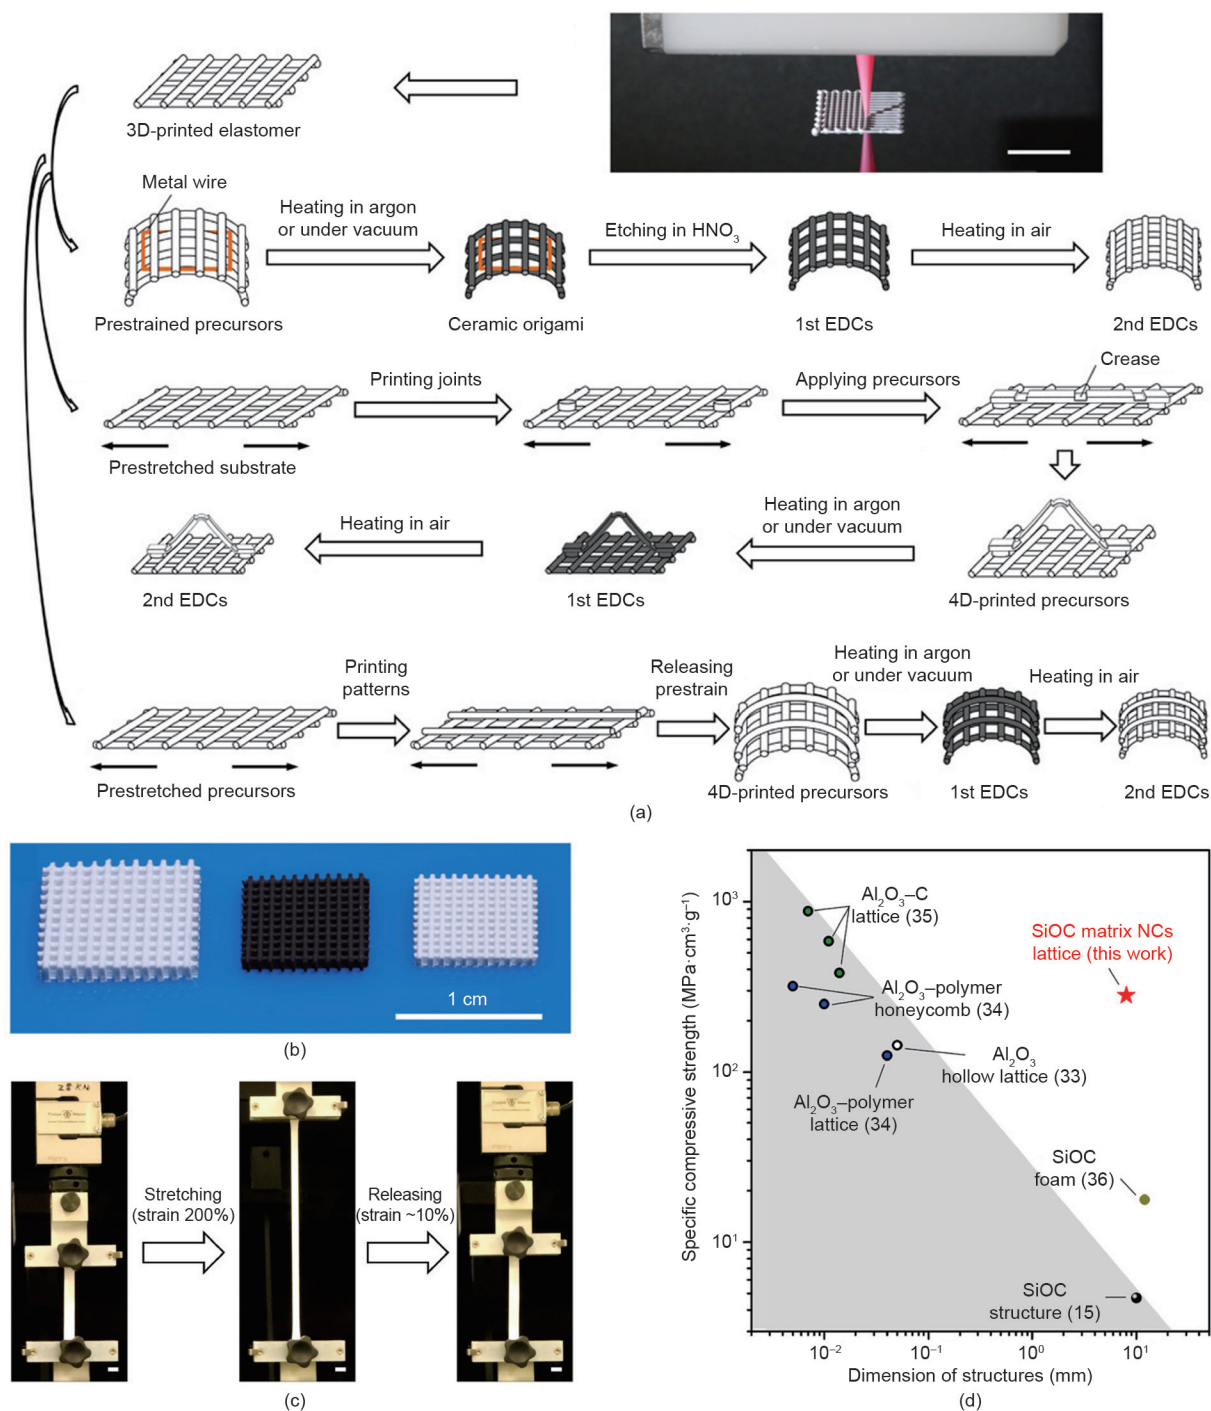 3D-printed elastomer
Metal wire
Heating in argon
or under vacuum
Etching in HNO₃
Heating in air
Prestrained precursors
Ceramic origami
1st EDCs
2nd EDCs
Printing joints
Applying precursors
Crease
Prestretched substrate
Heating in argon
or under vacuum
Heating in air
2nd EDCs
1st EDCs
4D-printed precursors
Printing
patterns
Releasing
prestrain
Heating in argon
or under vacuum
Heating in air
Prestretched precursors
4D-printed precursors
1st EDCs
2nd EDCs
(a)
1 cm
(b)
Stretching
(strain 200%)
Releasing
(strain ~10%)
(c)
Specific compressive strength (MPa·cm³·g⁻¹)
10³
10²
10¹
Al₂O₃–C
lattice (35)
SiOC matrix NCs
lattice (this work)
Al₂O₃–polymer
honeycomb (34)
Al₂O₃
hollow lattice (33)
Al₂O₃–polymer
lattice (34)
SiOC
foam (36)
SiOC
structure (15)
10⁻²
10⁻¹
10⁰
10¹
Dimension of structures (mm)
(d)